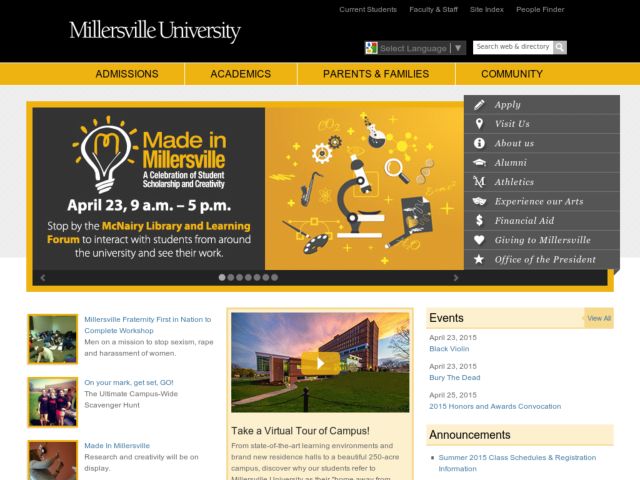 Current Students Faculty & Staff Site Index People Finder
Millersville University
Select Language ▼
Search web & directory
ADMISSIONS ACADEMICS PARENTS & FAMILIES COMMUNITY
Made in
Millersville
A Celebration of Student
Scholarship and Creativity
April 23, 9 a.m. – 5 p.m.
Stop by the McNairy Library and Learning
Forum to interact with students from around
the university and see their work.
CO2
Apply
Visit Us
About us
Alumni
Athletics
Experience our Arts
Financial Aid
Giving to Millersville
Office of the President
Millersville Fraternity First in Nation to
Complete Workshop
Men on a mission to stop sexism, rape
and harassment of women.
On your mark, get set, GO!
The Ultimate Campus-Wide
Scavenger Hunt
Made In Millersville
Research and creativity will be on
display.
Take a Virtual Tour of Campus!
From state-of-the-art learning environments and
brand new residence halls to a beautiful 250-acre
campus, discover why our students refer to
Millersville University as their "home away from
Events
View All
April 23, 2015
Black Violin
April 23, 2015
Bury The Dead
April 25, 2015
2015 Honors and Awards Convocation
Announcements
Summer 2015 Class Schedules & Registration
Information